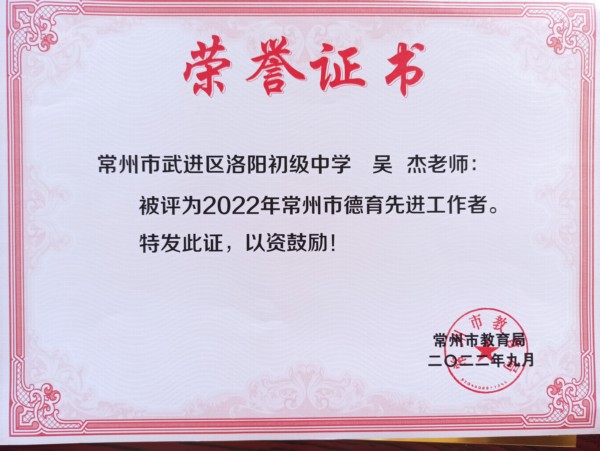 荣誉证书
常州市武进区洛阳初级中学 吴 杰老师：
被评为2022年常州市德育先进工作者。
特发此证，以资鼓励！
常州市教育局
二〇二二年九月